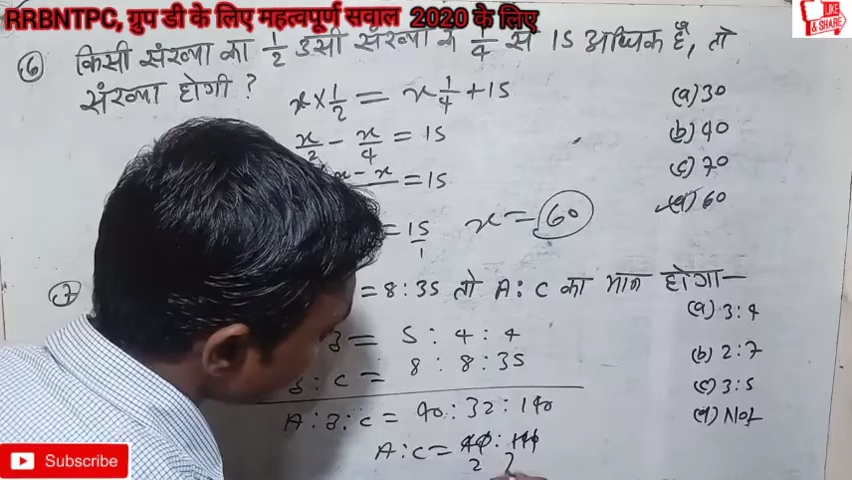 RRBNTPC, ग्रुप डी के लिए महत्वपूर्ण सवाल 2020 के लिए
LIKE & SHARE
⑥ किसी संख्या का 1/2 उसी संख्या के 1/4 से 15 अधिक हैं, तो
संख्या होगी ?
x × 1/2 = x 1/4 + 15
(a) 30
x/2 - x/4 = 15
(b) 40
x - x = 15
(c) 70
(d) 60
= 15/1 x = 60
⑦ = 8:35 तो A:C का मान होगा—
(a) 3:4
B = 5 : 4 : 4
(b) 2:7
B : C = 8 : 8 : 35
(c) 3:5
A : B : C = 40 : 32 : 140
(d) Not
A : C = 40 : 140
2
Subscribe